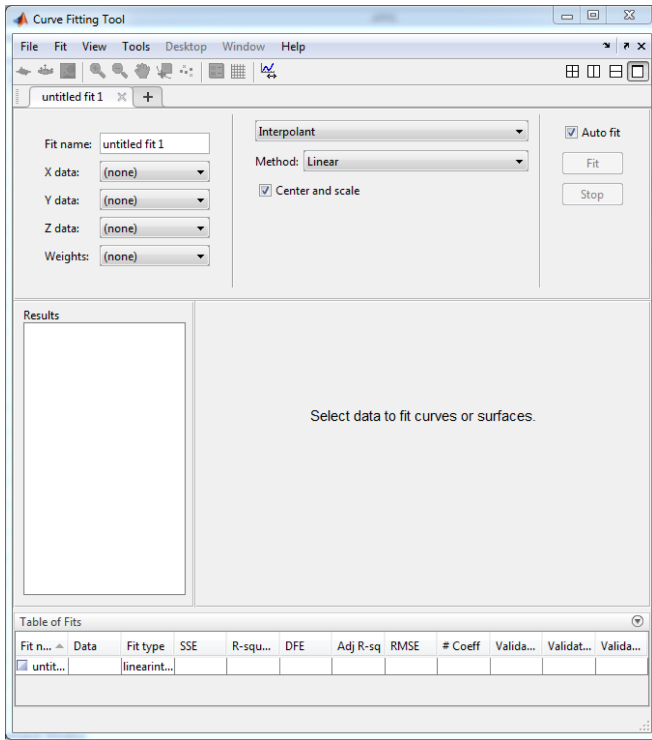 Curve Fitting Tool
File Fit View Tools Desktop Window Help
untitled fit 1
Fit name: untitled fit 1
X data: (none)
Y data: (none)
Z data: (none)
Weights: (none)
Interpolant
Method: Linear
Center and scale
Auto fit
Fit
Stop
Results
Select data to fit curves or surfaces.
Table of Fits
Fit n... Data Fit type SSE R-squ... DFE Adj R-sq RMSE # Coeff Valida... Validat... Valida...
untit... linearint...